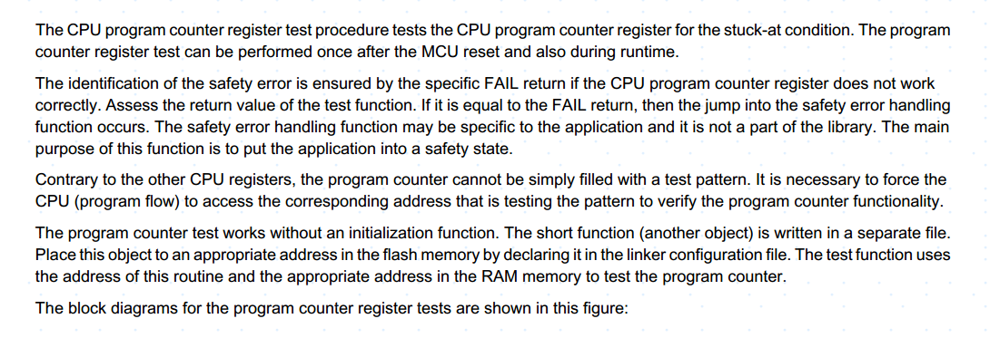 The CPU program counter register test procedure tests the CPU program counter register for the stuck-at condition. The program
counter register test can be performed once after the MCU reset and also during runtime.
The identification of the safety error is ensured by the specific FAIL return if the CPU program counter register does not work
correctly. Assess the return value of the test function. If it is equal to the FAIL return, then the jump into the safety error handling
function occurs. The safety error handling function may be specific to the application and it is not a part of the library. The main
purpose of this function is to put the application into a safety state.
Contrary to the other CPU registers, the program counter cannot be simply filled with a test pattern. It is necessary to force the
CPU (program flow) to access the corresponding address that is testing the pattern to verify the program counter functionality.
The program counter test works without an initialization function. The short function (another object) is written in a separate file.
Place this object to an appropriate address in the flash memory by declaring it in the linker configuration file. The test function uses
the address of this routine and the appropriate address in the RAM memory to test the program counter.
The block diagrams for the program counter register tests are shown in this figure: